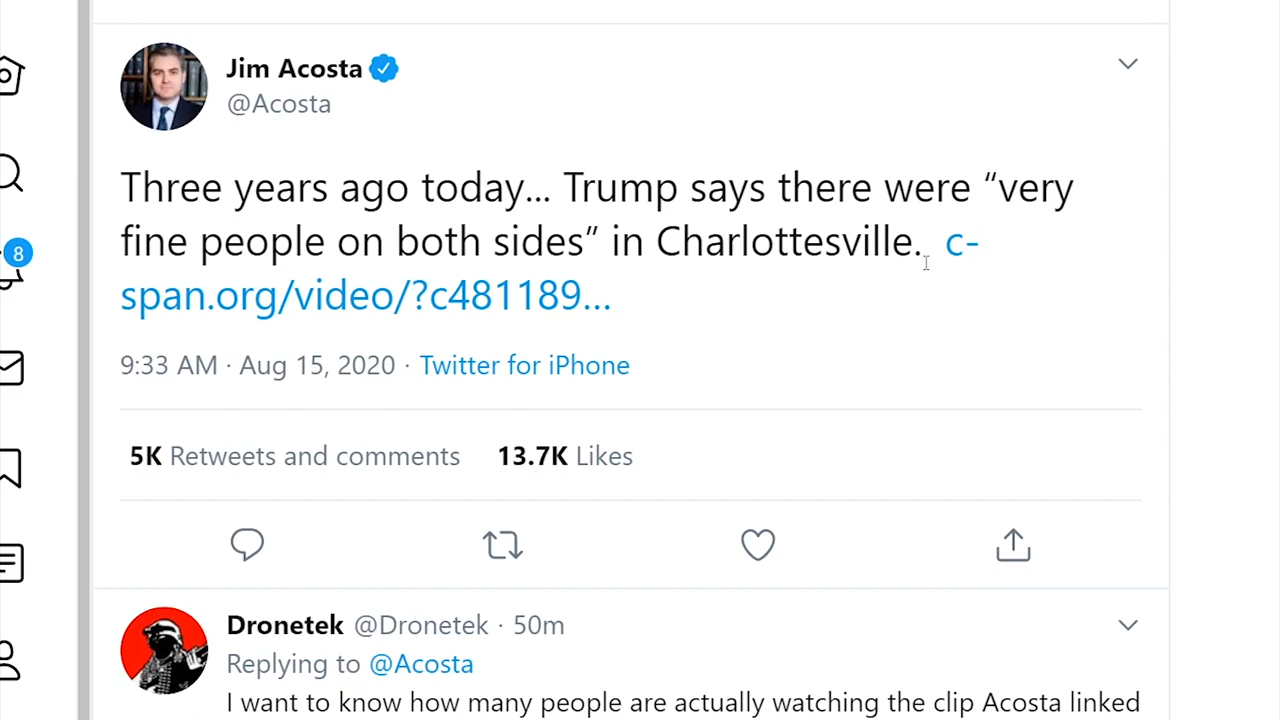 Jim Acosta
@Acosta
Three years ago today... Trump says there were “very
fine people on both sides” in Charlottesville. c-
span.org/video/?c481189...
9:33 AM · Aug 15, 2020 · Twitter for iPhone
5K Retweets and comments 13.7K Likes
8
Dronetek @Dronetek · 50m
Replying to @Acosta
I want to know how many people are actually watching the clip Acosta linked